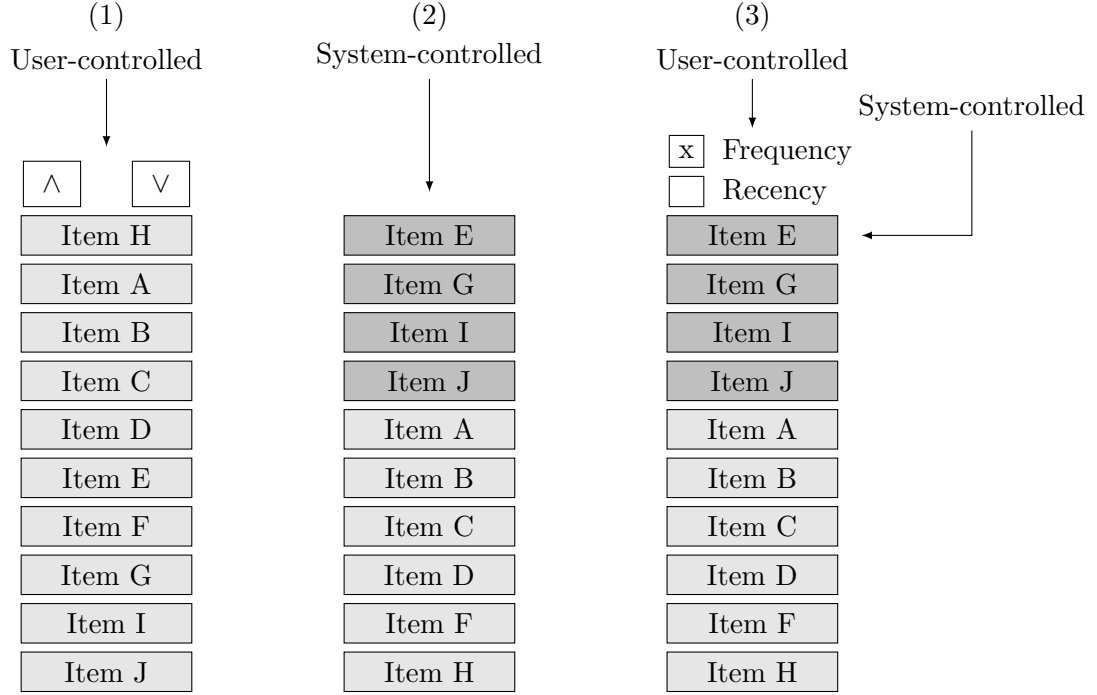 (1)
User-controlled
∧
∨
Item H
Item A
Item B
Item C
Item D
Item E
Item F
Item G
Item I
Item J
(2)
System-controlled
Item E
Item G
Item I
Item J
Item A
Item B
Item C
Item D
Item F
Item H
(3)
User-controlled
System-controlled
x Frequency
Recency
Item E
Item G
Item I
Item J
Item A
Item B
Item C
Item D
Item F
Item H